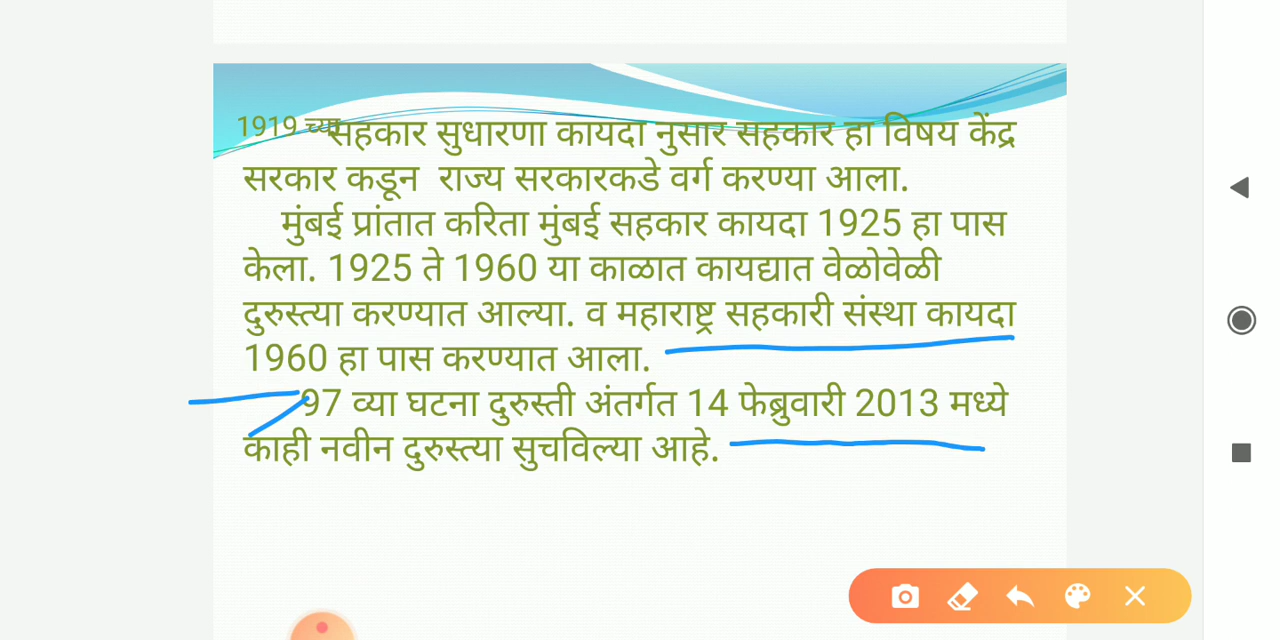 1919 च्या सहकार सुधारणा कायदा नुसार सहकार हा विषय केंद्र
सरकार कडून राज्य सरकारकडे वर्ग करण्या आला.
मुंबई प्रांतात करिता मुंबई सहकार कायदा 1925 हा पास
केला. 1925 ते 1960 या काळात कायद्यात वेळोवेळी
दुरुस्त्या करण्यात आल्या. व महाराष्ट्र सहकारी संस्था कायदा
1960 हा पास करण्यात आला.
97 व्या घटना दुरुस्ती अंतर्गत 14 फेब्रुवारी 2013 मध्ये
काही नवीन दुरुस्त्या सुचविल्या आहे.